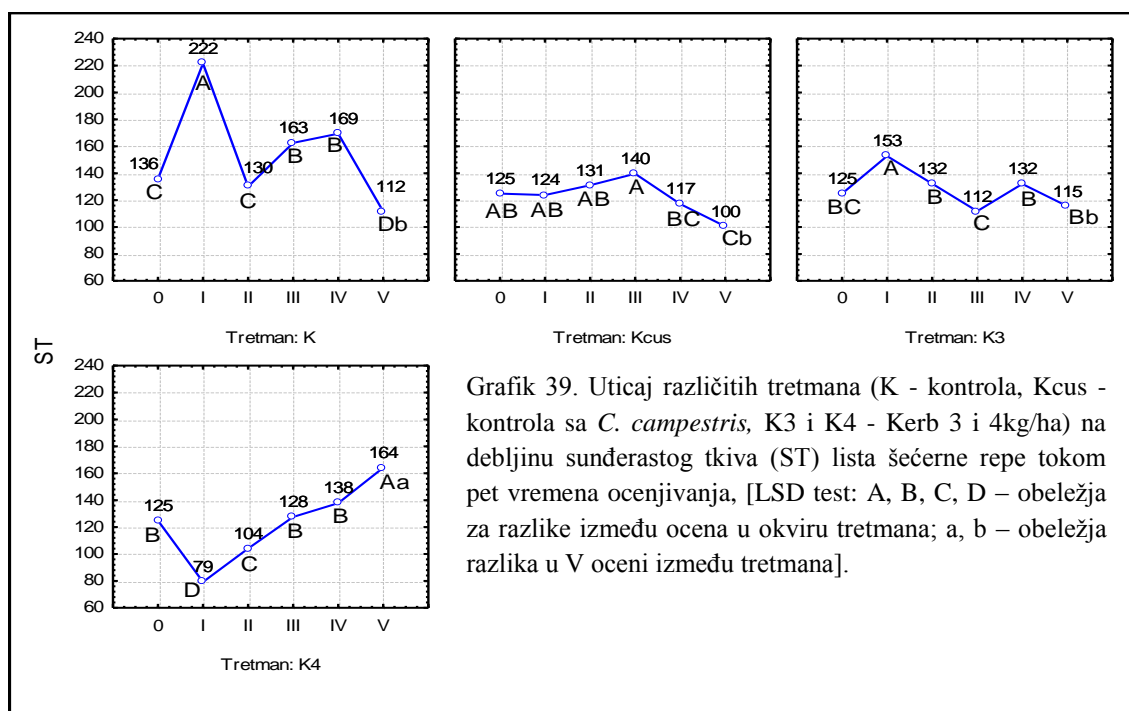 240
220
200
180
160
140
120
100
80
60
136
222
130
163
169
112
C
A
C
B
B
Db
0 I II III IV V
Tretman: K
125
124
131
140
117
100
AB
AB
AB
A
BC
Cb
0 I II III IV V
Tretman: Kcus
125
153
132
112
132
115
BC
A
B
C
B
Bb
0 I II III IV V
Tretman: K3
ST
240
220
200
180
160
140
120
100
80
60
125
79
104
128
138
164
B
D
C
B
B
Aa
0 I II III IV V
Tretman: K4
Grafik 39. Uticaj različitih tretmana (K - kontrola, Kcus -
kontrola sa C. campestris, K3 i K4 - Kerb 3 i 4kg/ha) na
debljinu sunđerastog tkiva (ST) lista šećerne repe tokom
pet vremena ocenjivanja, [LSD test: A, B, C, D – obeležja
za razlike između ocena u okviru tretmana; a, b – obeležja
razlika u V oceni između tretmana].